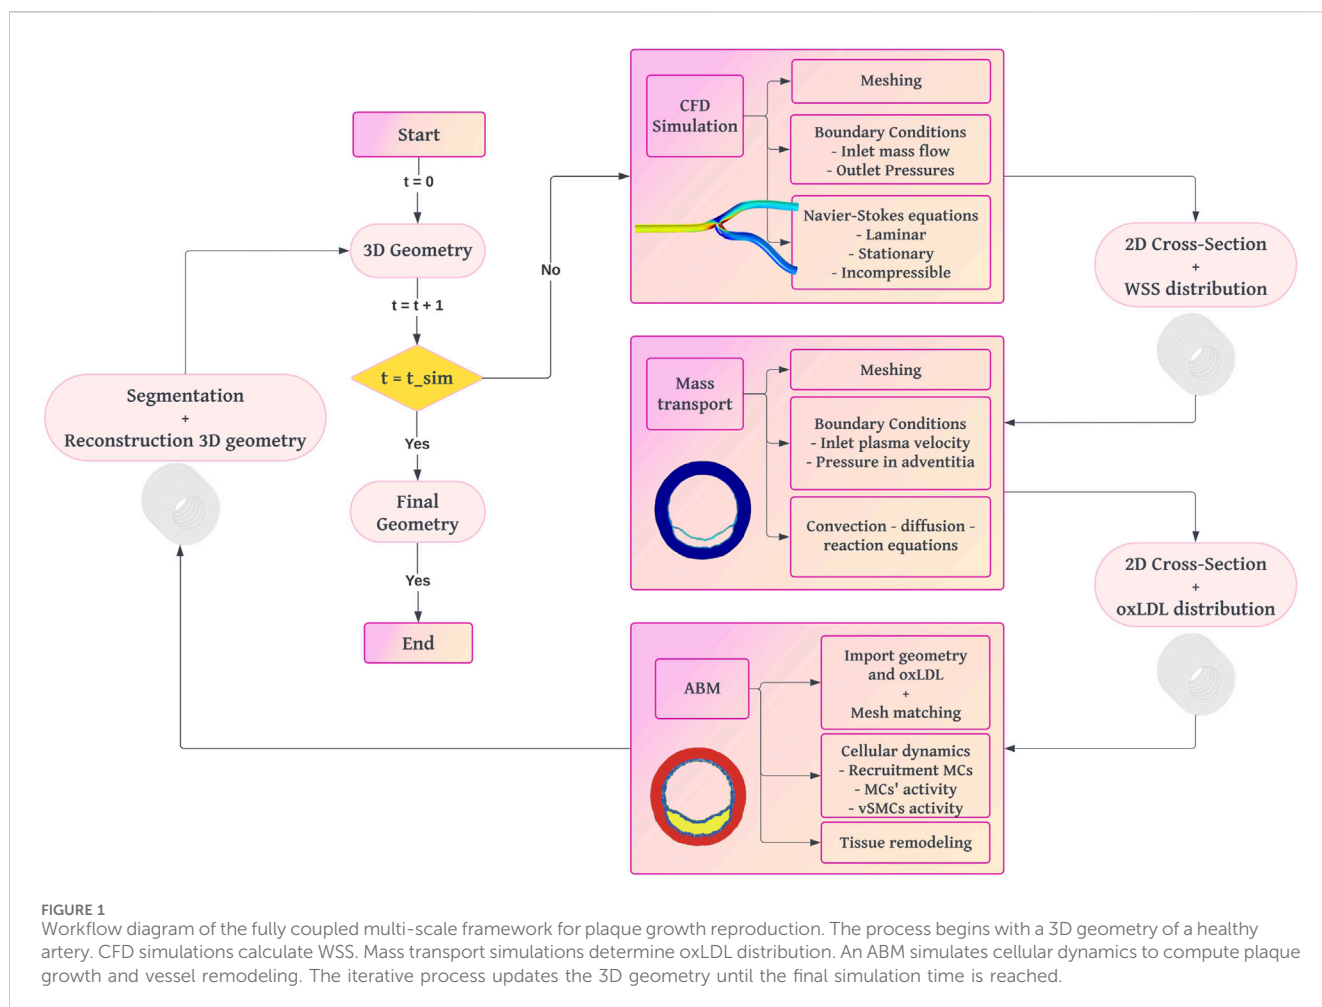 Start
t = 0
3D Geometry
t = t + 1
t = t_sim
No
Yes
Final
Geometry
Yes
End
Segmentation
+
Reconstruction 3D geometry
CFD
Simulation
Meshing
Boundary Conditions
- Inlet mass flow
- Outlet Pressures
Navier-Stokes equations
- Laminar
- Stationary
- Incompressible
2D Cross-Section
+
WSS distribution
Mass
transport
Meshing
Boundary Conditions
- Inlet plasma velocity
- Pressure in adventitia
Convection - diffusion -
reaction equations
2D Cross-Section
+
oxLDL distribution
ABM
Import geometry
and oxLDL
+
Mesh matching
Cellular dynamics
- Recruitment MCs
- MCs' activity
- vSMCs activity
Tissue remodeling
FIGURE 1
Workflow diagram of the fully coupled multi-scale framework for plaque growth reproduction. The process begins with a 3D geometry of a healthy
artery. CFD simulations calculate WSS. Mass transport simulations determine oxLDL distribution. An ABM simulates cellular dynamics to compute plaque
growth and vessel remodeling. The iterative process updates the 3D geometry until the final simulation time is reached.